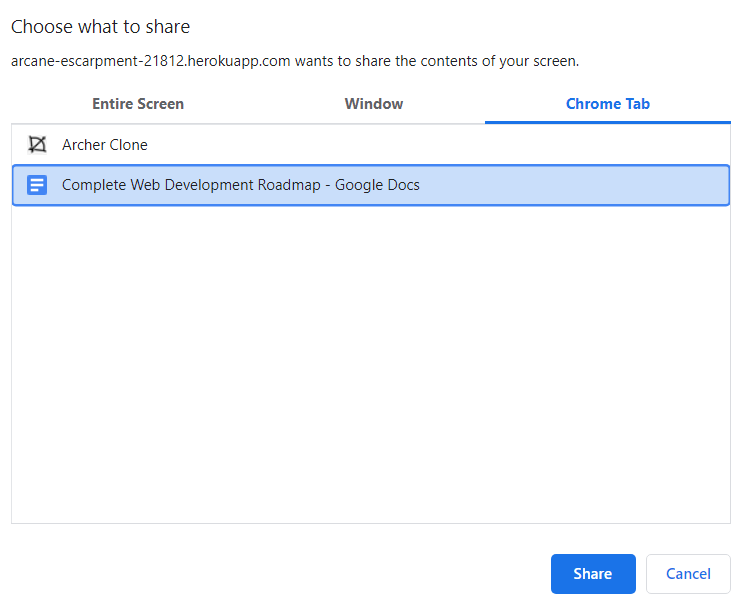 Choose what to share
arcane-escarpment-21812.herokuapp.com wants to share the contents of your screen.
Entire Screen
Window
Chrome Tab
Archer Clone
Complete Web Development Roadmap - Google Docs
Share
Cancel